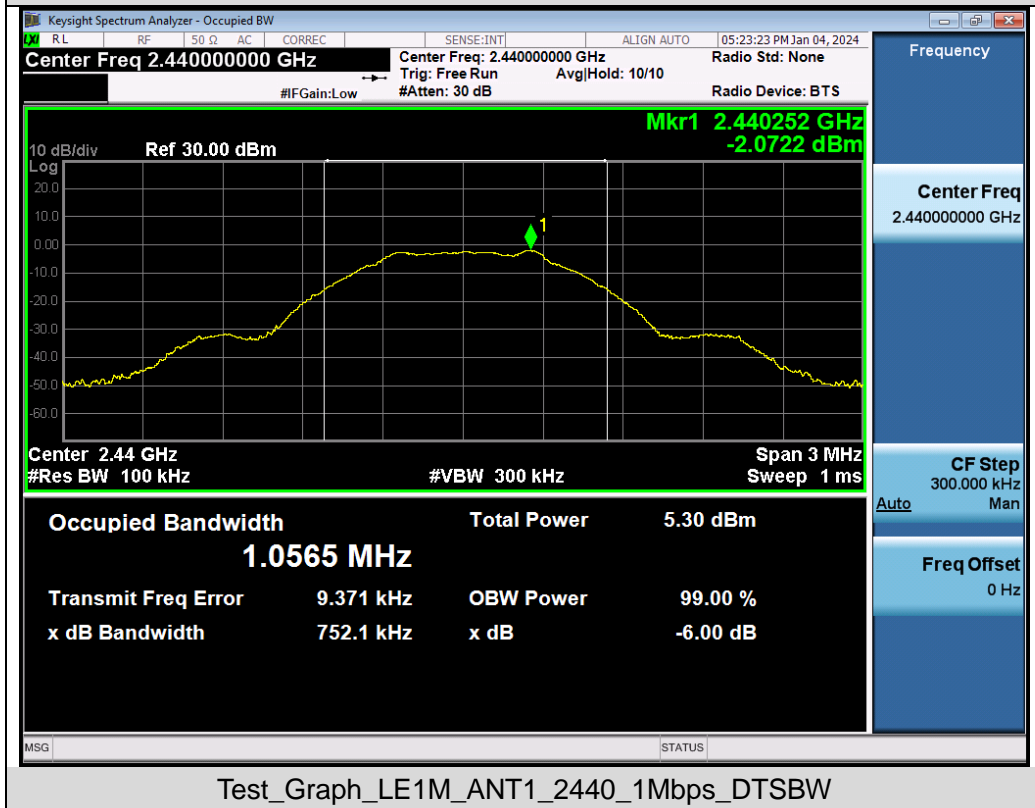 Keysight Spectrum Analyzer - Occupied BW
LXI RL RF 50 Ω AC CORREC SENSE:INT ALIGN AUTO 05:23:23 PM Jan 04, 2024
Center Freq 2.440000000 GHz
Center Freq: 2.440000000 GHz Radio Std: None
Trig: Free Run Avg|Hold: 10/10
#IFGain:Low #Atten: 30 dB Radio Device: BTS
Frequency
Mkr1 2.440252 GHz
-2.0722 dBm
10 dB/div Ref 30.00 dBm
Log
20.0
10.0
0.00
-10.0
-20.0
-30.0
-40.0
-50.0
-60.0
1
Center 2.44 GHz Span 3 MHz
#Res BW 100 kHz #VBW 300 kHz Sweep 1 ms
Center Freq
2.440000000 GHz
CF Step
300.000 kHz
Auto Man
Freq Offset
0 Hz
Occupied Bandwidth Total Power 5.30 dBm
1.0565 MHz
Transmit Freq Error 9.371 kHz OBW Power 99.00 %
x dB Bandwidth 752.1 kHz x dB -6.00 dB
MSG STATUS
Test_Graph_LE1M_ANT1_2440_1Mbps_DTSBW